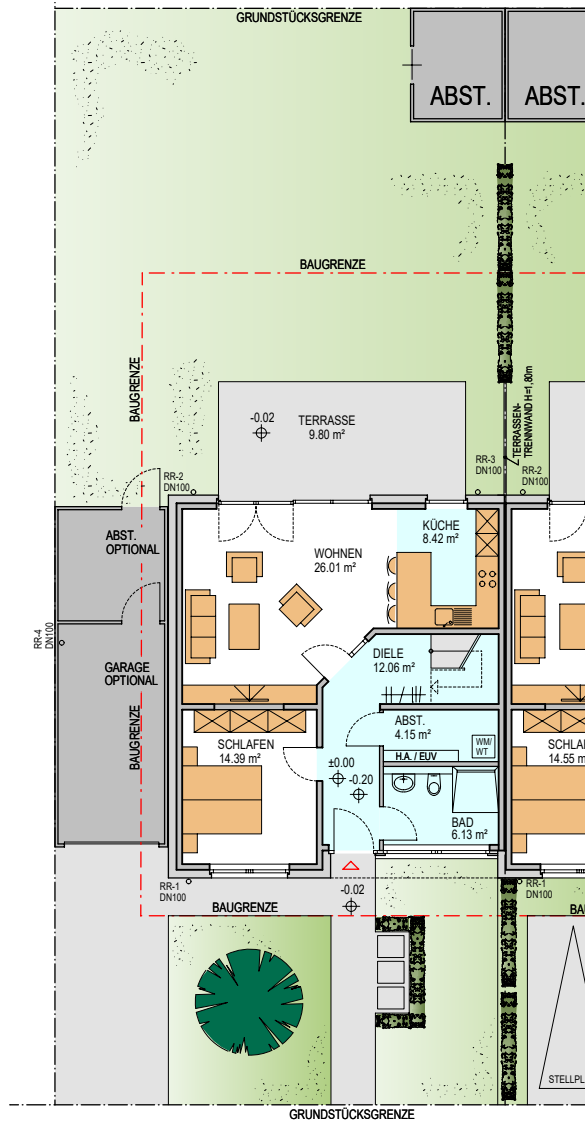 GRUNDSTÜCKSGRENZE
ABST.
ABST.
BAUGRENZE
BAUGRENZE
TERRASSEN-
TRENNWAND H=1,80m
-0.02
TERRASSE
9.80 m²
RR-2
DN100
RR-3
DN100
RR-2
DN100
KÜCHE
8.42 m²
ABST.
OPTIONAL
WOHNEN
26.01 m²
RR-4
DN100
DIELE
12.06 m²
GARAGE
OPTIONAL
BAUGRENZE
ABST.
4.15 m²
WM/
WT
H.A. / EUV
SCHLAFEN
14.39 m²
±0.00
-0.20
BAD
6.13 m²
SCHLA
14.55 m
RR-1
DN100
-0.02
RR-1
DN100
BAUGRENZE
BA
STELLPL
GRUNDSTÜCKSGRENZE